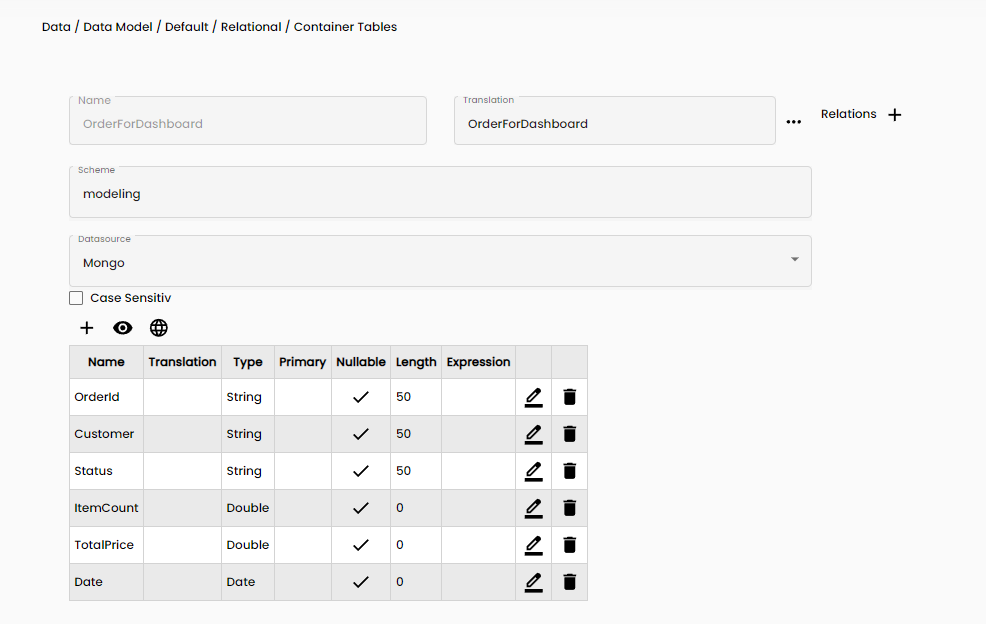 Data / Data Model / Default / Relational / Container Tables
Name
OrderForDashboard
Translation
OrderForDashboard
Relations
Scheme
modeling
Datasource
Mongo
Case Sensitiv
Name Translation Type Primary Nullable Length Expression
OrderId String 50
Customer String 50
Status String 50
ItemCount Double 0
TotalPrice Double 0
Date Date 0